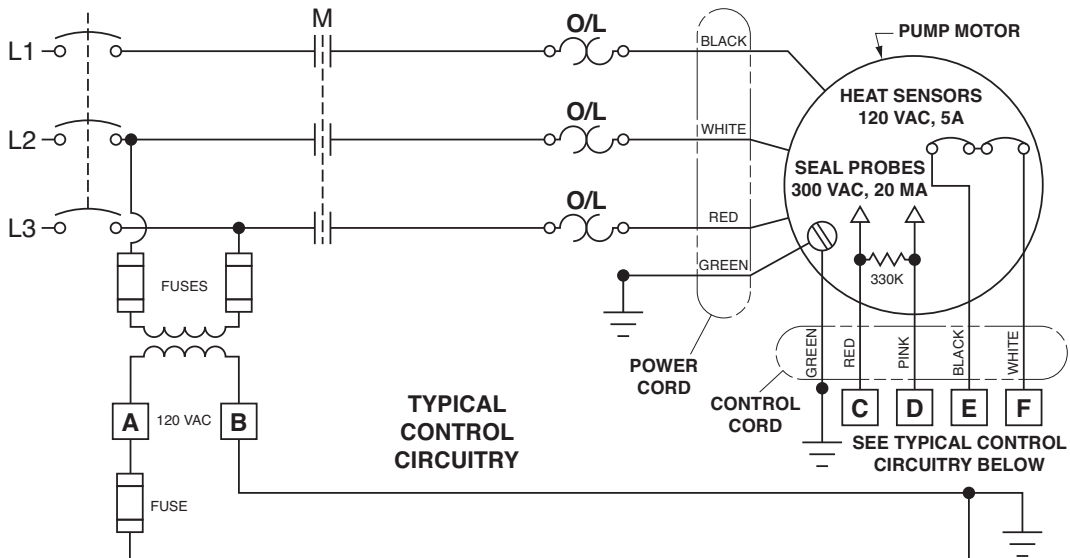 M
O/L
PUMP MOTOR
L1
BLACK
HEAT SENSORS
120 VAC, 5A
O/L
L2
WHITE
SEAL PROBES
300 VAC, 20 MA
O/L
L3
RED
GREEN
330K
FUSES
GREEN
RED
PINK
BLACK
WHITE
POWER
CORD
CONTROL
CORD
A
120 VAC
B
TYPICAL
CONTROL
CIRCUITRY
C
D
E
F
SEE TYPICAL CONTROL
CIRCUITRY BELOW
FUSE